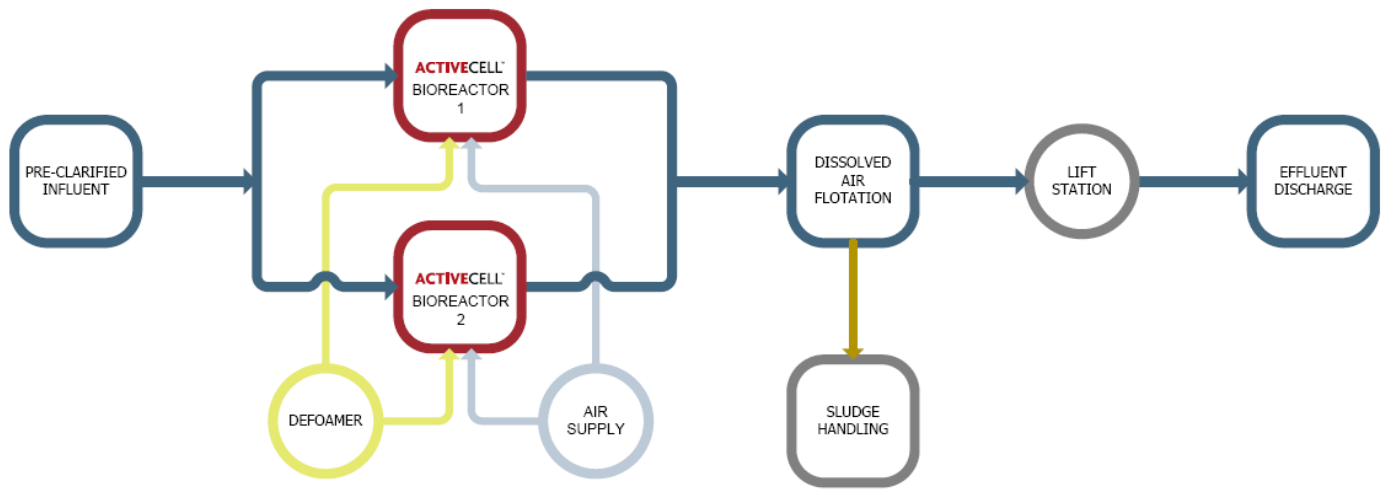 PRE-CLARIFIED
INFLUENT
ACTIVECELL™
BIOREACTOR
1
ACTIVECELL™
BIOREACTOR
2
DEFOAMER
AIR
SUPPLY
DISSOLVED
AIR
FLOTATION
SLUDGE
HANDLING
LIFT
STATION
EFFLUENT
DISCHARGE